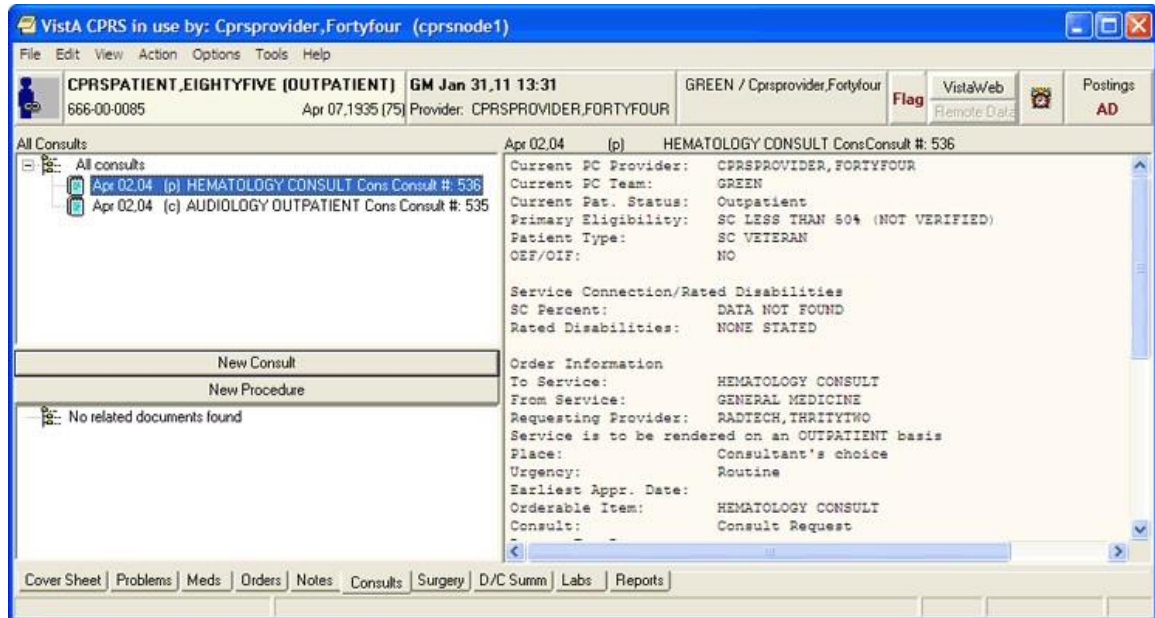 VistA CPRS in use by: Cprsprovider,Fortyfour (cprsnode1)
File Edit View Action Options Tools Help
CPRSPATIENT,EIGHTYFIVE (OUTPATIENT)
666-00-0085 Apr 07,1935 (75)
GM Jan 31,11 13:31
Provider: CPRSPROVIDER,FORTYFOUR
GREEN / Cprsprovider,Fortyfour
Flag
VistaWeb
Remote Data
Postings
AD
All Consults
All consults
Apr 02,04 (p) HEMATOLOGY CONSULT Cons Consult #: 536
Apr 02,04 (c) AUDIOLOGY OUTPATIENT Cons Consult #: 535
New Consult
New Procedure
No related documents found
Apr 02,04 (p) HEMATOLOGY CONSULT ConsConsult #: 536
Current PC Provider: CPRSPROVIDER,FORTYFOUR
Current PC Team: GREEN
Current Pat. Status: Outpatient
Primary Eligibility: SC LESS THAN 50% (NOT VERIFIED)
Patient Type: SC VETERAN
OEF/OIF: NO
Service Connection/Rated Disabilities
SC Percent: DATA NOT FOUND
Rated Disabilities: NONE STATED
Order Information
To Service: HEMATOLOGY CONSULT
From Service: GENERAL MEDICINE
Requesting Provider: RADTECH,THRITYTWO
Service is to be rendered on an OUTPATIENT basis
Place: Consultant's choice
Urgency: Routine
Earliest Appr. Date:
Orderable Item: HEMATOLOGY CONSULT
Consult: Consult Request
Cover Sheet Problems Meds Orders Notes Consults Surgery D/C Summ Labs Reports